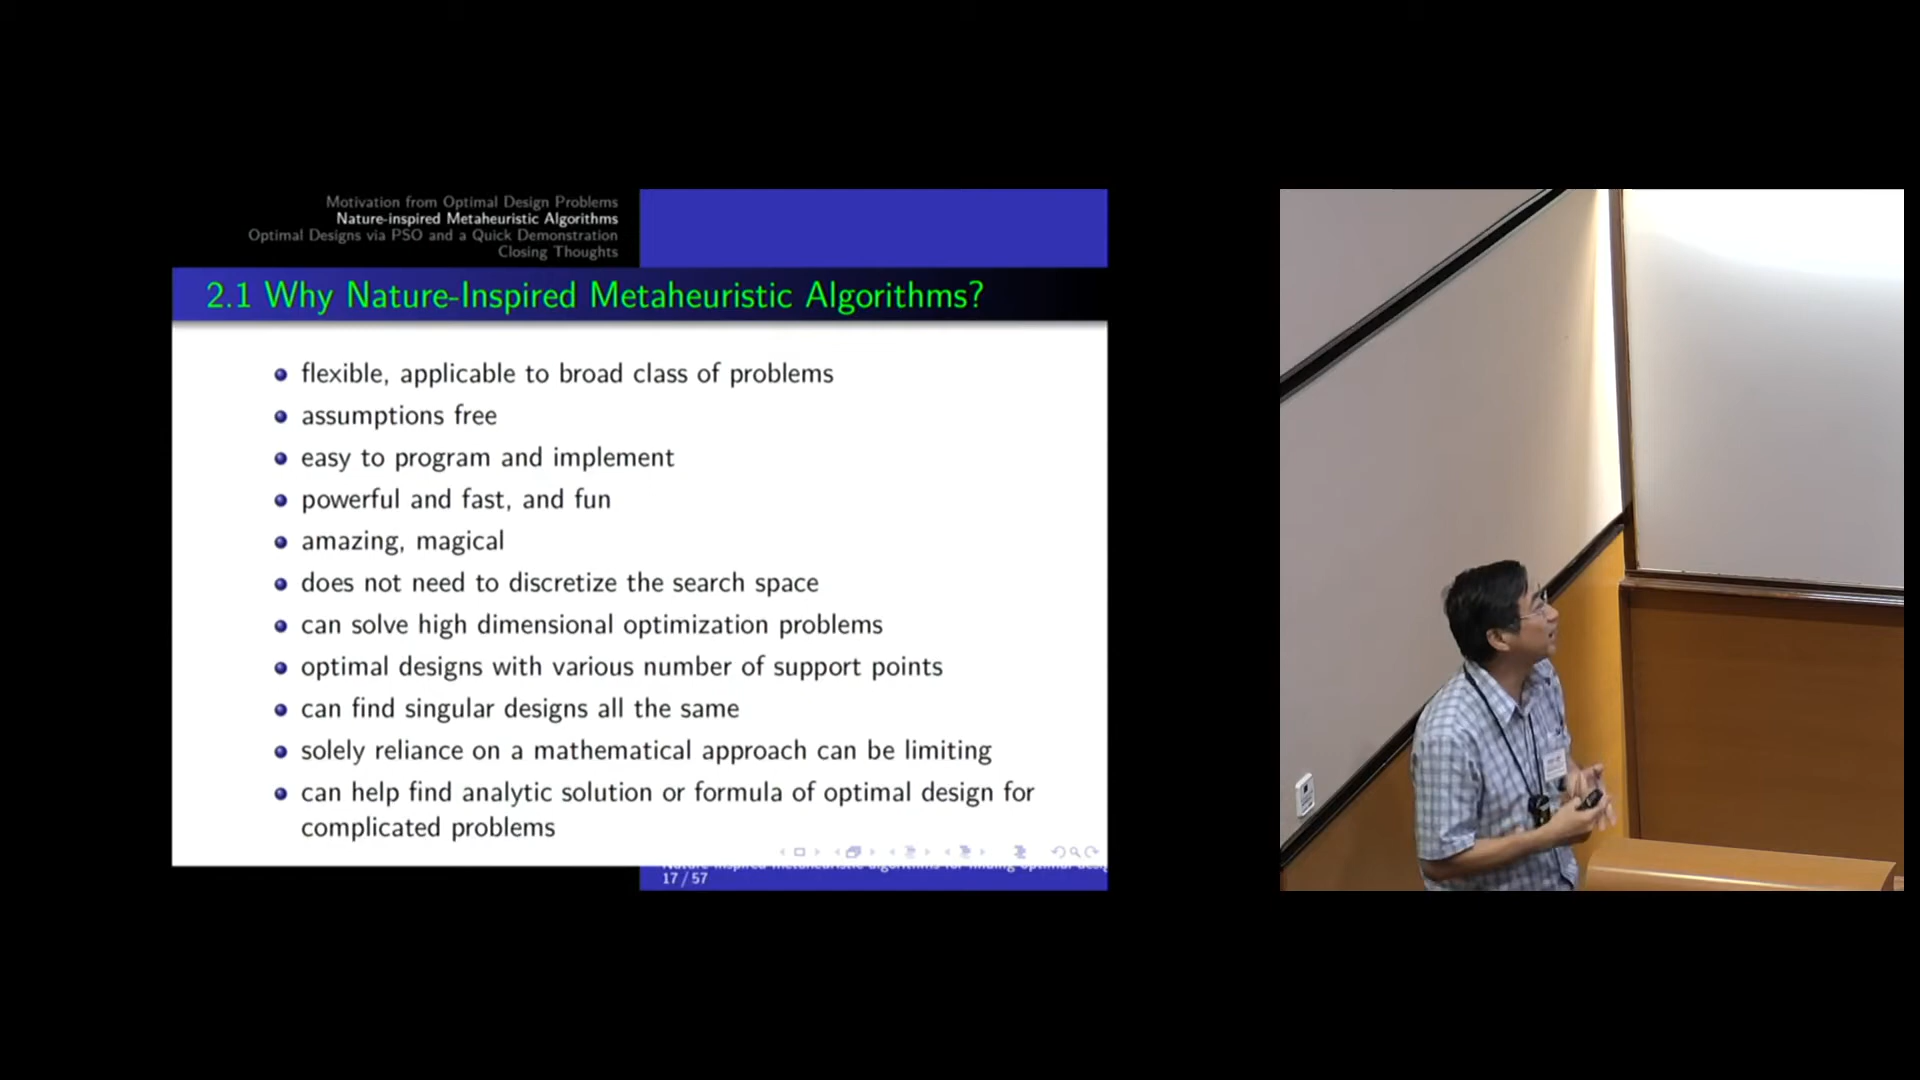 Motivation from Optimal Design Problems
Nature-inspired Metaheuristic Algorithms
Optimal Designs via PSO and a Quick Demonstration
Closing Thoughts
2.1 Why Nature-Inspired Metaheuristic Algorithms?
flexible, applicable to broad class of problems
assumptions free
easy to program and implement
powerful and fast, and fun
amazing, magical
does not need to discretize the search space
can solve high dimensional optimization problems
optimal designs with various number of support points
can find singular designs all the same
solely reliance on a mathematical approach can be limiting
can help find analytic solution or formula of optimal design for
complicated problems
17 / 57